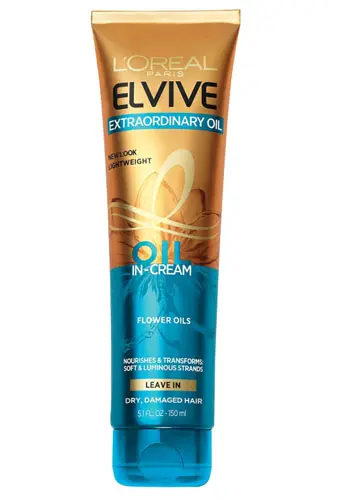 L'ORÉAL
PARIS
ELVIVE
EXTRAORDINARY OIL
NEW LOOK
LIGHTWEIGHT
OIL
IN-CREAM
FLOWER OILS
NOURISHES & TRANSFORMS:
SOFT & LUMINOUS STRANDS
LEAVE IN
DRY, DAMAGED HAIR
5.1 FL. OZ - 150 ml